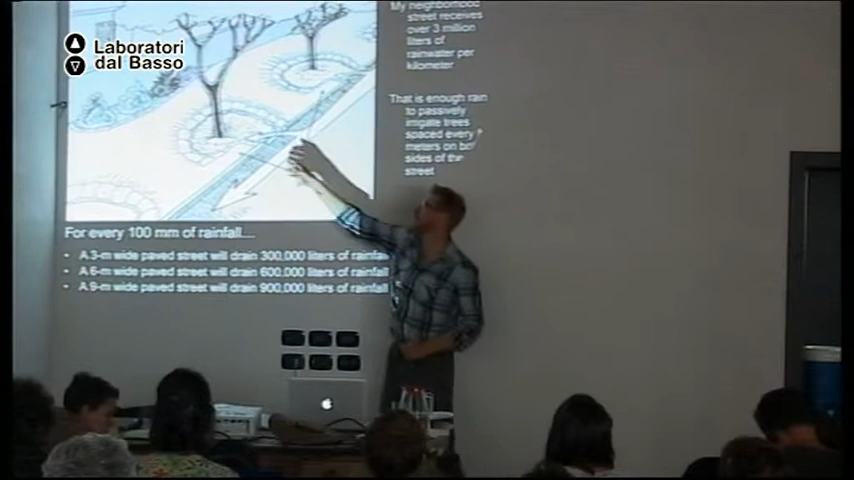 Laboratori
dal Basso
My neighborhood
street receives
over 3 million
liters of
rainwater per
kilometer
That is enough rain
to passively
irrigate trees
spaced every
meters on both
sides of the
street
For every 100 mm of rainfall....
• A 3-m wide paved street will drain 300,000 liters of rainfall
• A 6-m wide paved street will drain 600,000 liters of rainfall
• A 9-m wide paved street will drain 900,000 liters of rainfall